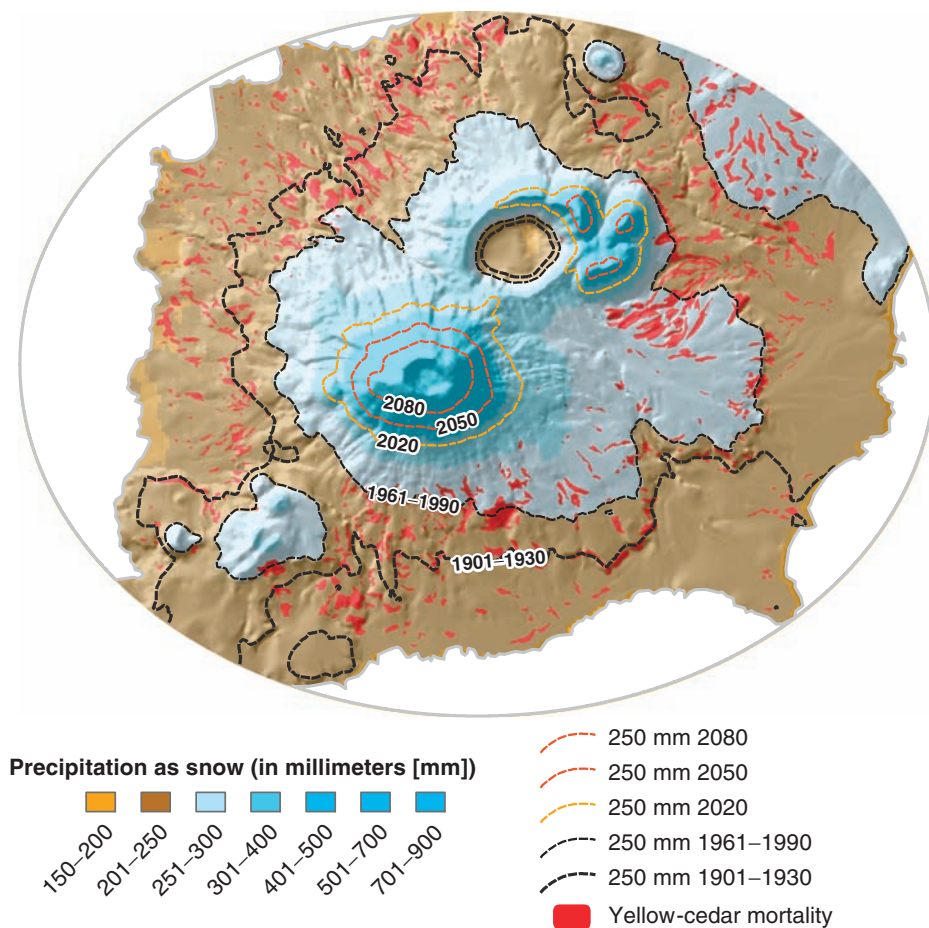 2080
2050
2020
1961–1990
1901–1930
Precipitation as snow (in millimeters [mm])
150–200
201–250
251–300
301–400
401–500
501–700
701–900
250 mm 2080
250 mm 2050
250 mm 2020
250 mm 1961–1990
250 mm 1901–1930
Yellow-cedar mortality